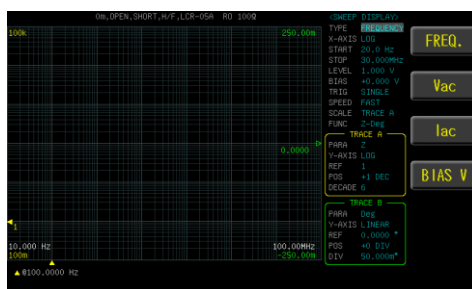 0m,OPEN,SHORT,H/F,LCR-05A RO 100Ω
100k
250.00m
0.0000
1
10.000 Hz
100.00MHz
100m
-250.00m
@100.0000 Hz
<SWEEP DISPLAY>
TYPE FREQUENCY
X-AXIS LOG
START 20.0 Hz
STOP 30.000MHz
LEVEL 1.000 V
BIAS +0.000 V
TRIG SINGLE
SPEED FAST
SCALE TRACE A
FUNC Z-Deg
TRACE A
PARA Z
Y-AXIS LOG
REF 1
POS +1 DEC
DECADE 6
TRACE B
PARA Deg
Y-AXIS LINEAR
REF 0.0000 °
POS +0 DIV
DIV 50.000m°
FREQ.
Vac
Iac
BIAS V